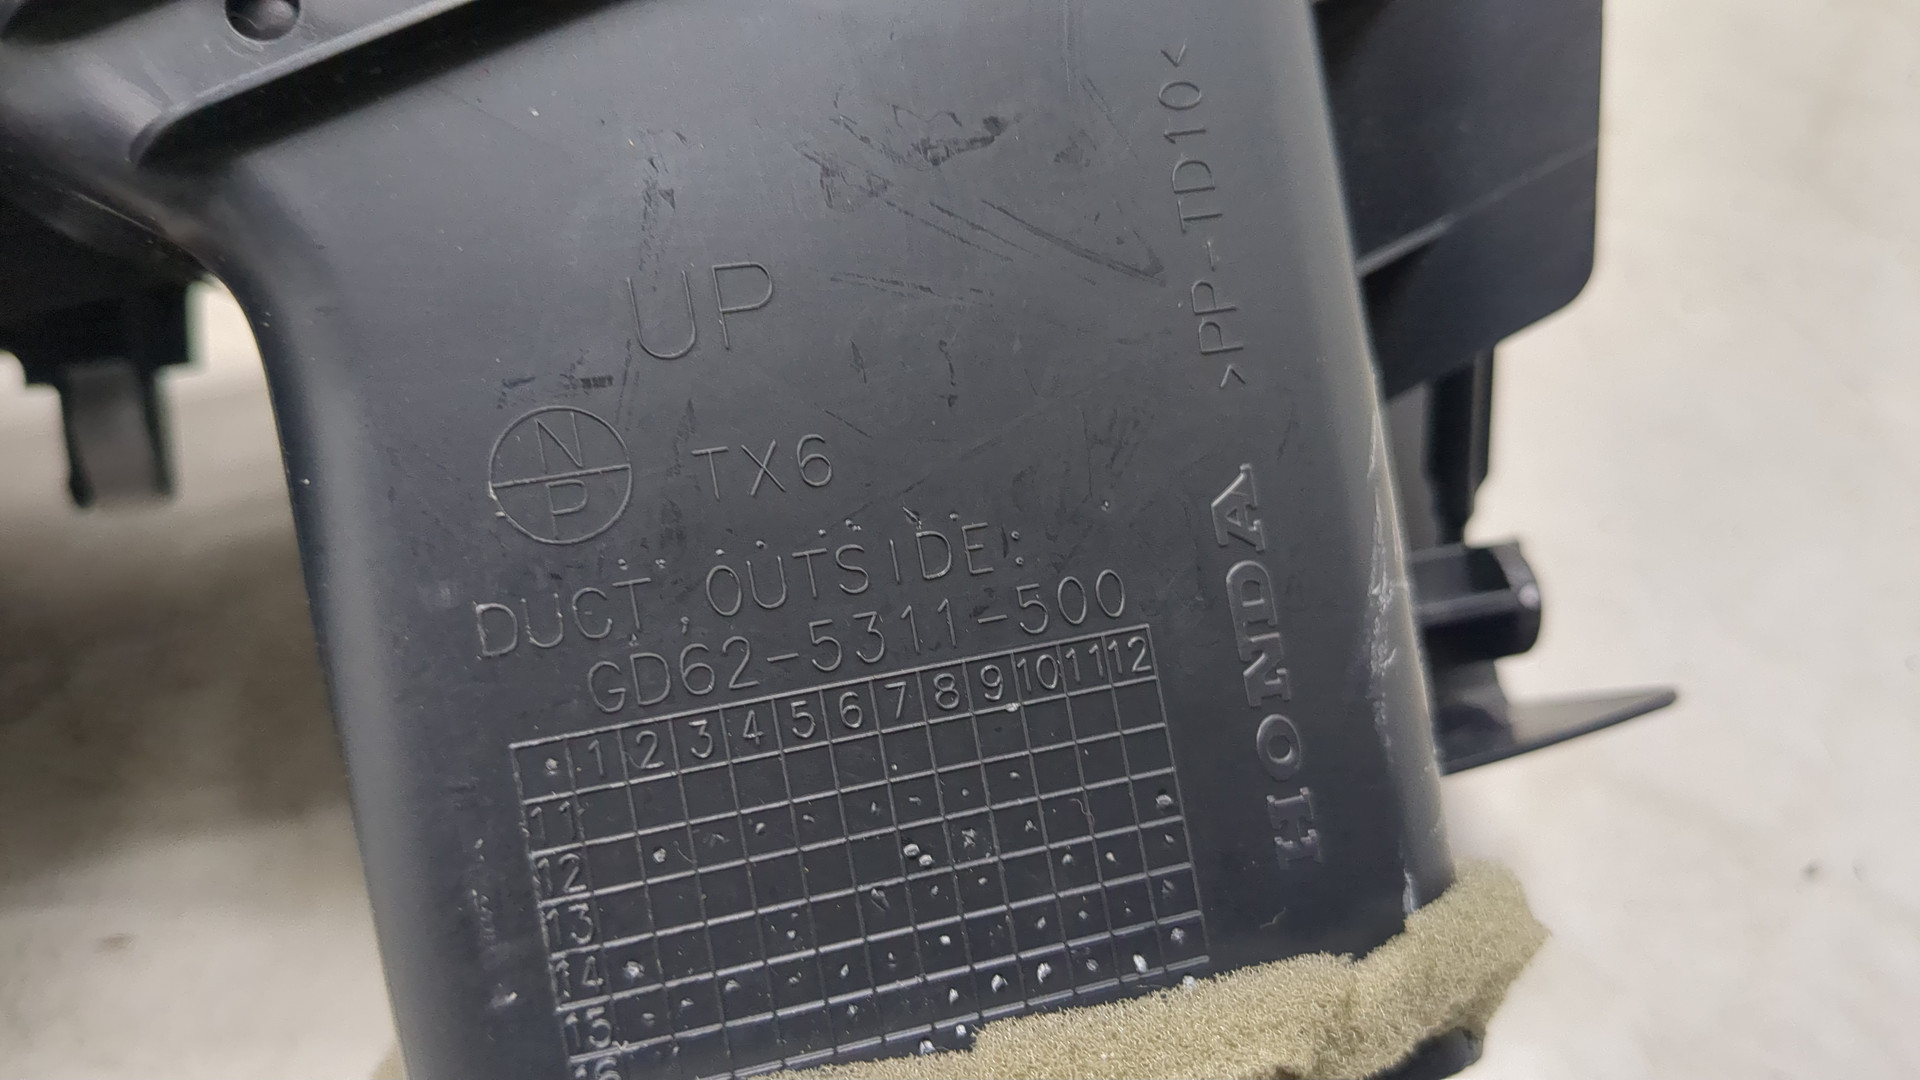 >PP-TD10<
UP
N
P
TX6
DUCT, OUTSIDE:
GD62-5311-500
HONDA
1 2 3 4 5 6 7 8 9 10 11 12
11
12
13
14
15
16